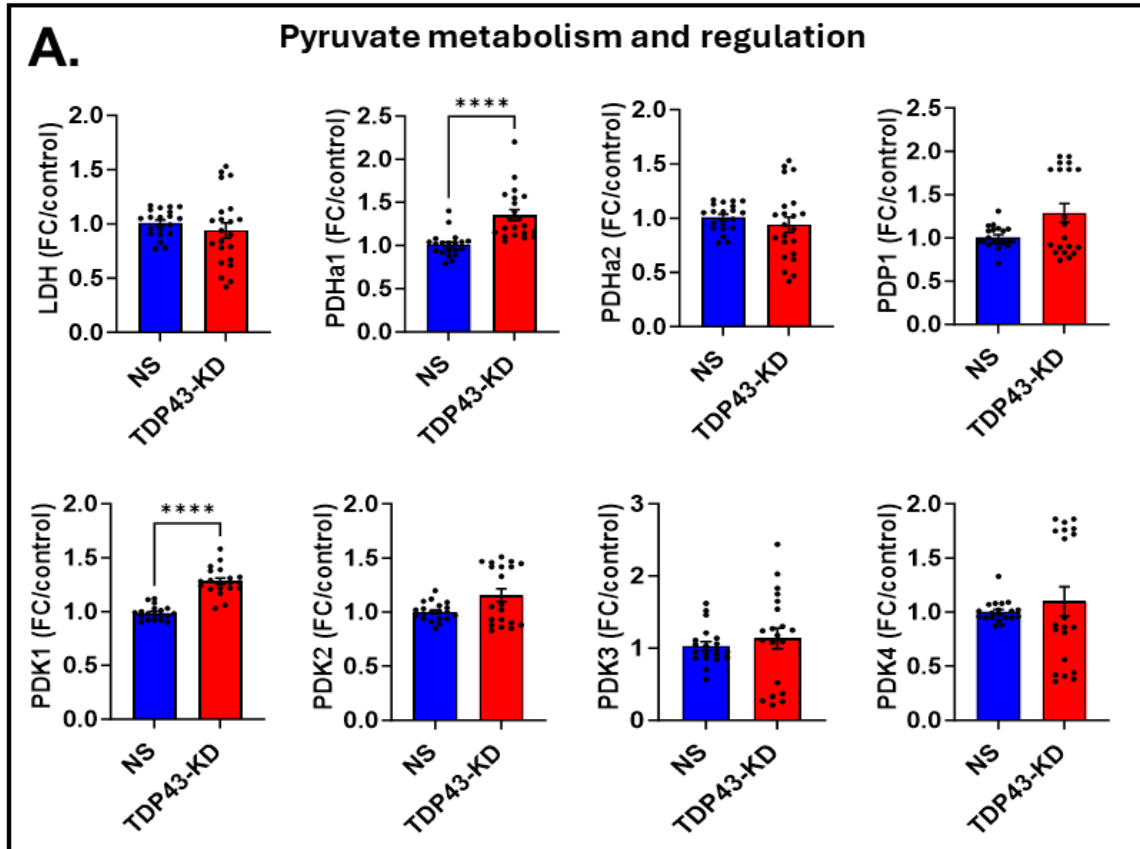 A.
Pyruvate metabolism and regulation
LDH (FC/control)
2.0
1.5
1.0
0.5
0.0
NS
TDP43-KD
PDHa1 (FC/control)
2.5
2.0
1.5
1.0
0.5
0.0
****
NS
TDP43-KD
PDHa2 (FC/control)
2.0
1.5
1.0
0.5
0.0
NS
TDP43-KD
PDP1 (FC/control)
2.5
2.0
1.5
1.0
0.5
0.0
NS
TDP43-KD
PDK1 (FC/control)
2.0
1.5
1.0
0.5
0.0
****
NS
TDP43-KD
PDK2 (FC/control)
2.0
1.5
1.0
0.5
0.0
NS
TDP43-KD
PDK3 (FC/control)
3
2
1
0
NS
TDP43-KD
PDK4 (FC/control)
2.0
1.5
1.0
0.5
0.0
NS
TDP43-KD